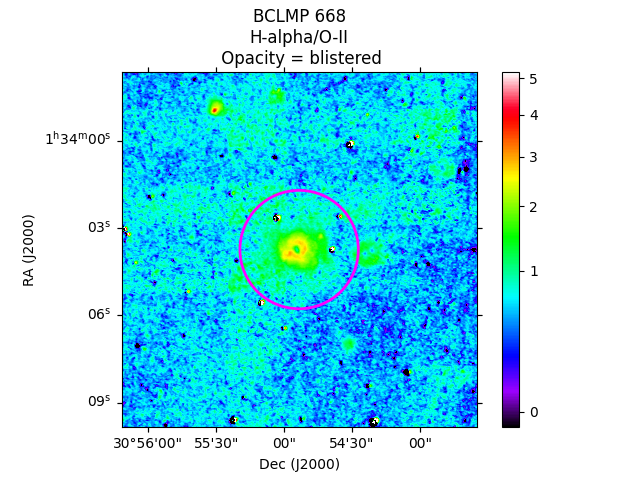 BCLMP 668
H-alpha/O-II
Opacity = blistered
5
4
3
2
1
0
1ʰ34ᵐ00ˢ
03ˢ
06ˢ
09ˢ
RA (J2000)
30°56'00" 55'30" 00" 54'30" 00"
Dec (J2000)